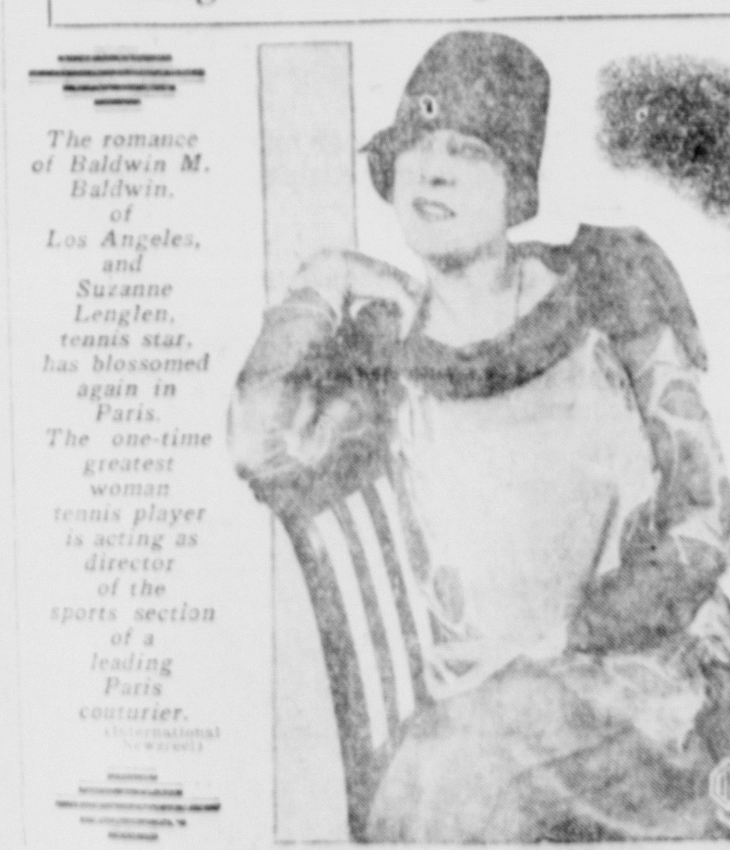 The romance
of Baldwin M.
Baldwin,
of
Los Angeles,
and
Suzanne
Lenglen,
tennis star,
has blossomed
again in
Paris.
The one-time
greatest
woman
tennis player
is acting as
director
of the
sports section
of a
leading
Paris
couturier.
(International
Newsreel)